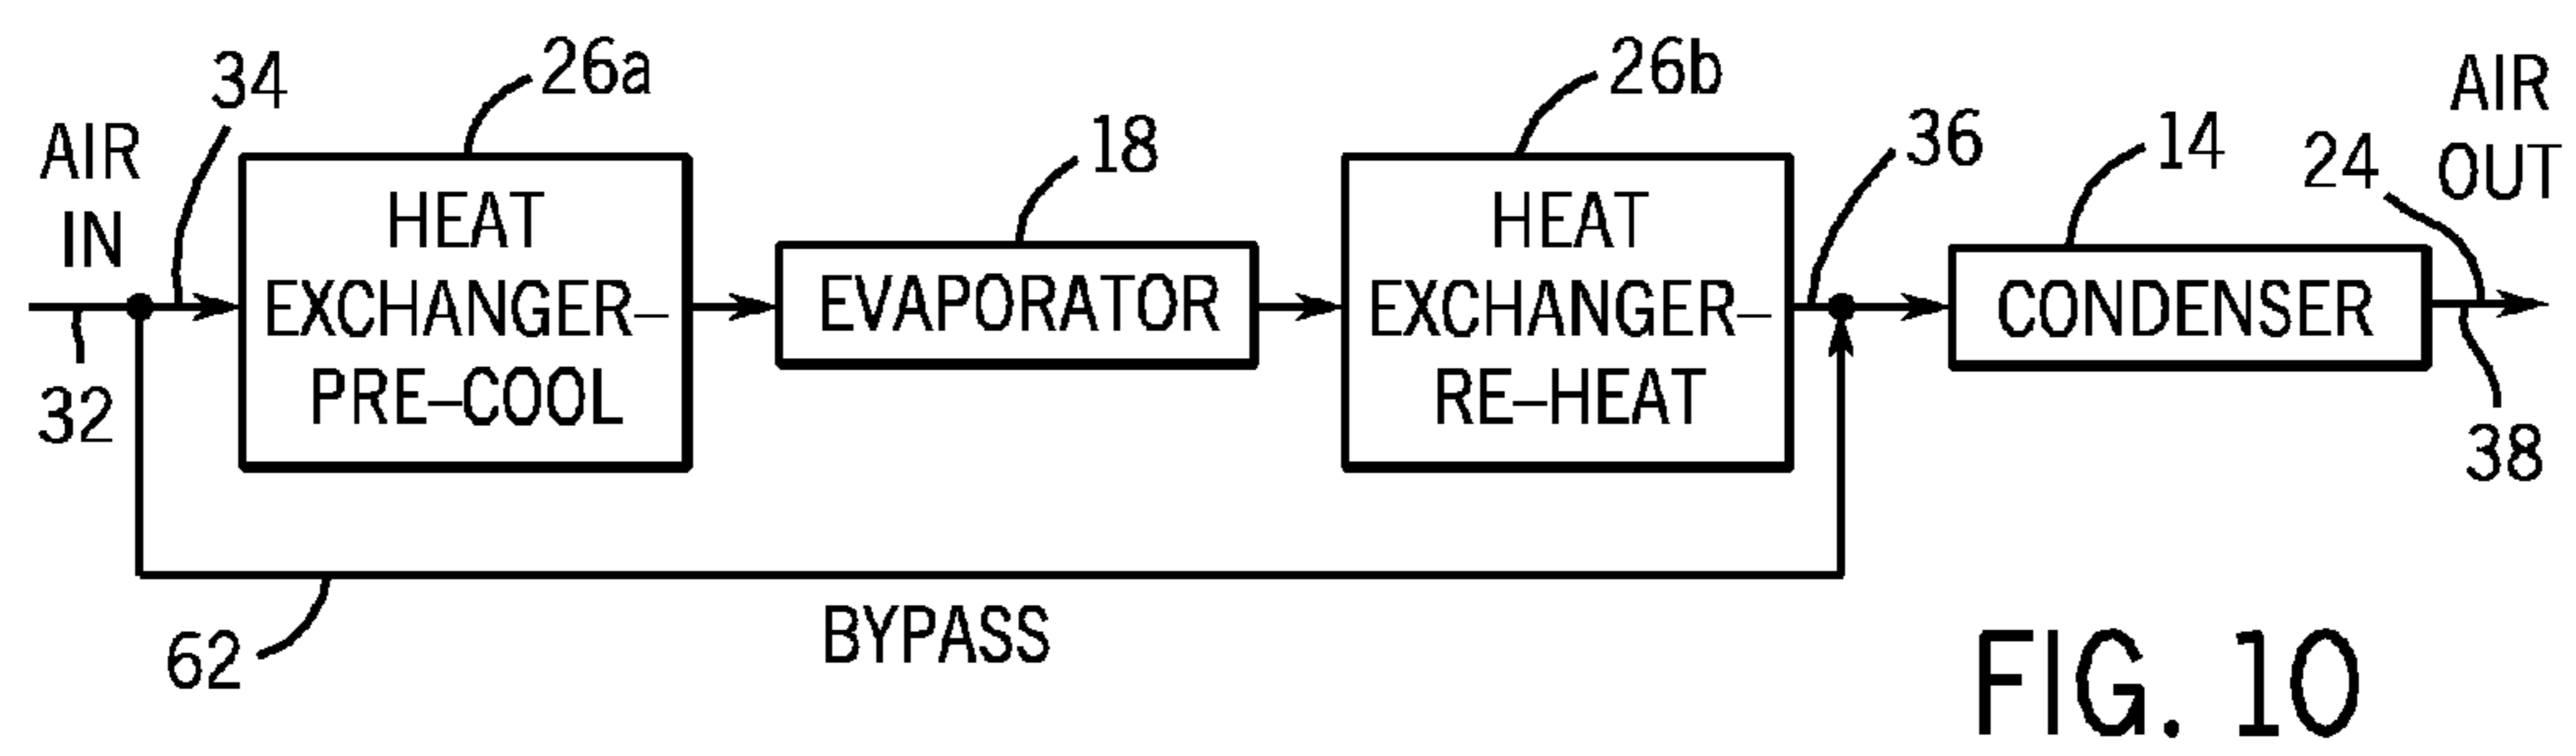 AIR
IN
34
26a
18
26b
36
14
24
AIR
OUT
HEAT
EXCHANGER–
PRE–COOL
EVAPORATOR
HEAT
EXCHANGER–
RE–HEAT
CONDENSER
32
38
62
BYPASS
FIG. 10